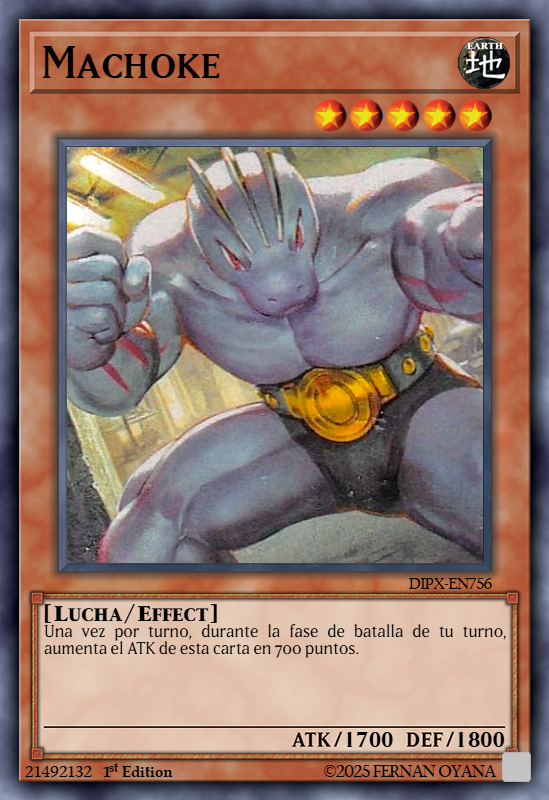 Machoke
EARTH
地
DIPX-EN756
[Lucha/Effect]
Una vez por turno, durante la fase de batalla de tu turno,
aumenta el ATK de esta carta en 700 puntos.
ATK/1700 DEF/1800
21492132 1st Edition ©2025 FERNAN OYANA